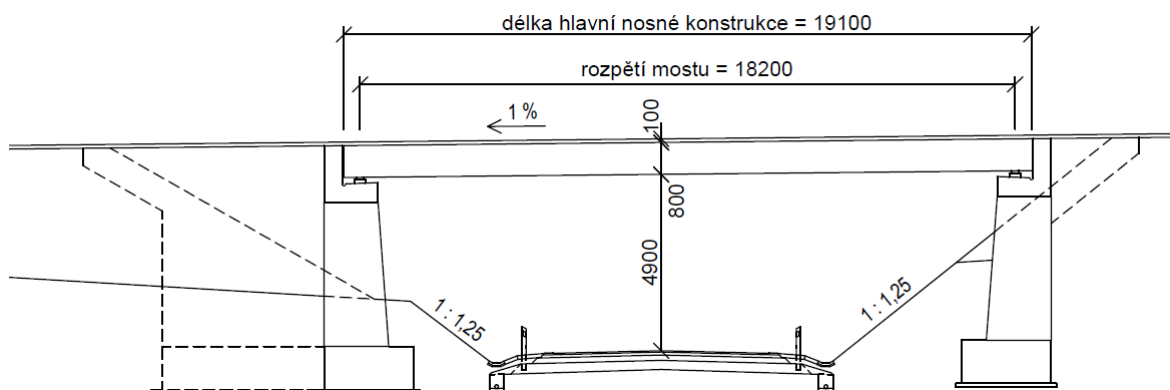 délka hlavní nosné konstrukce = 19100
rozpětí mostu = 18200
1 %
100
800
4900
1 : 1,25
1 : 1,25